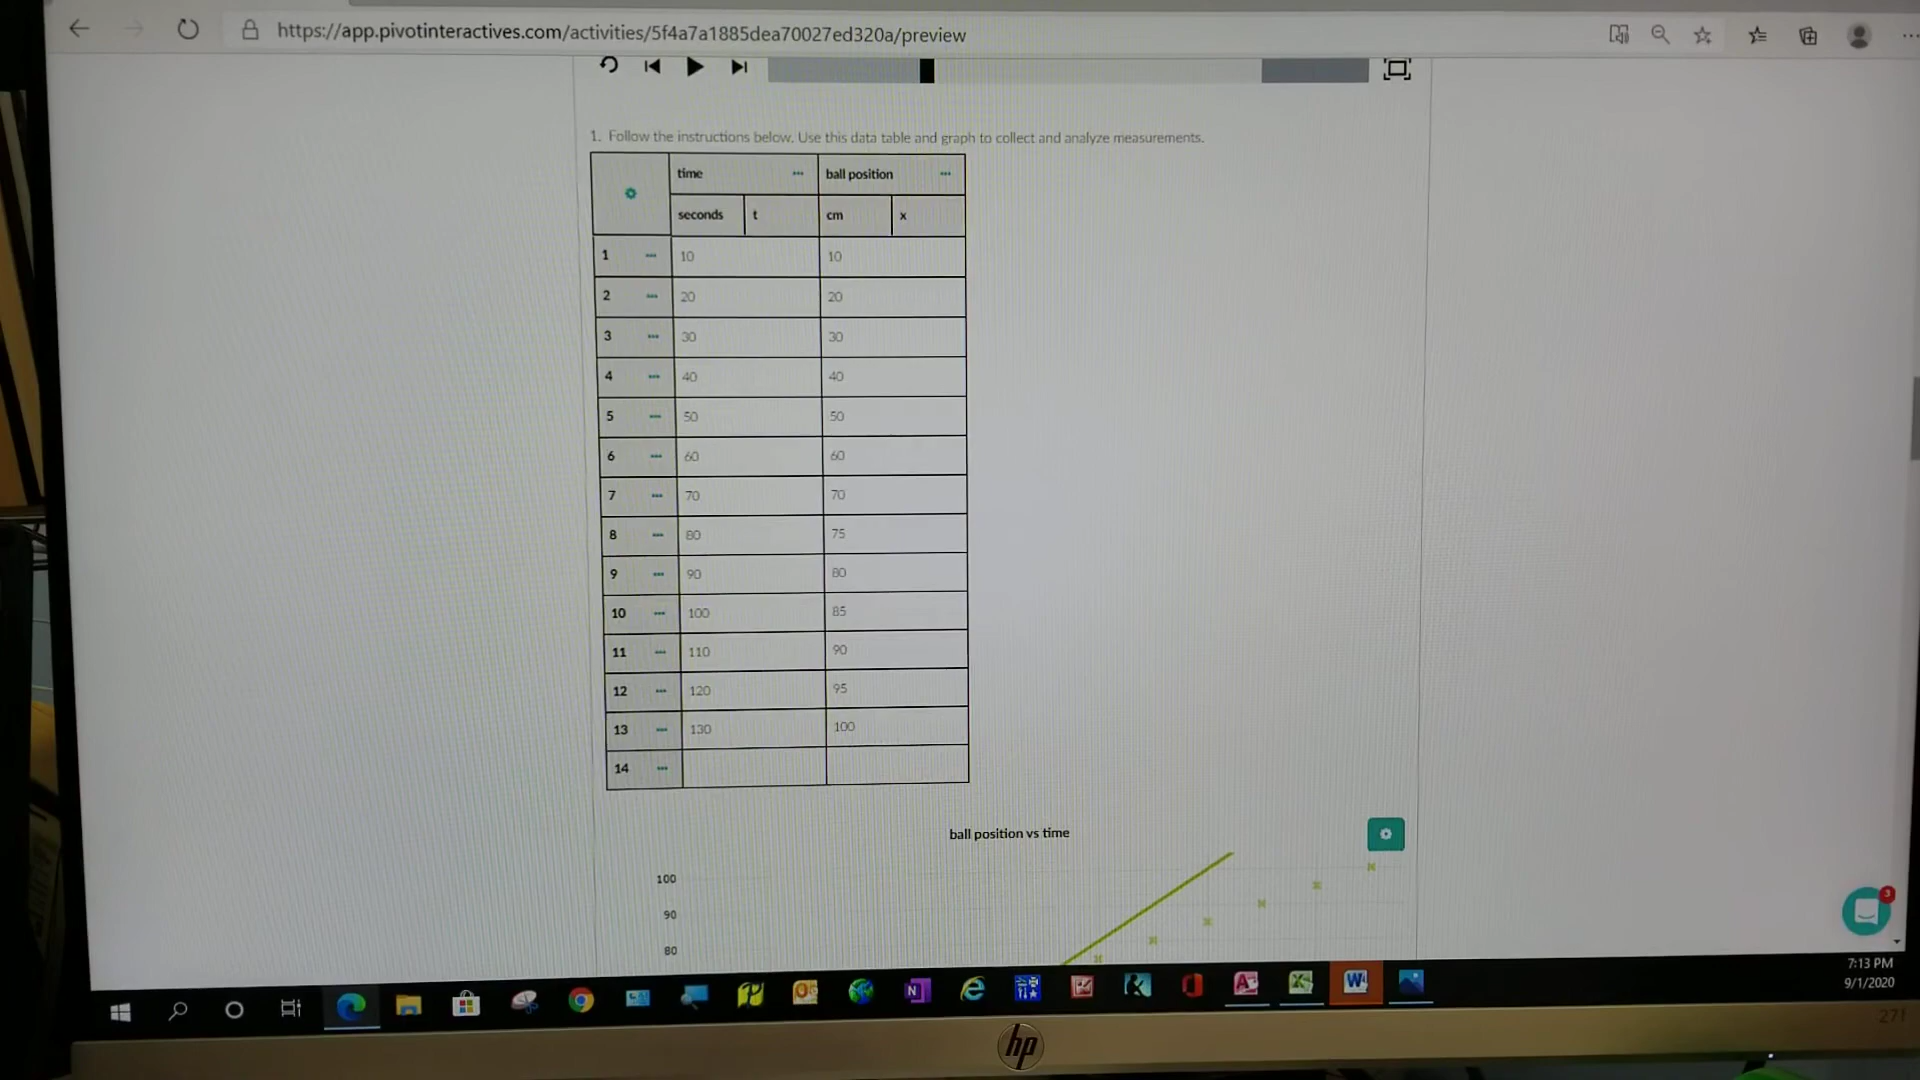 https://app.pivotinteractives.com/activities/5f4a7a1885dea70027ed320a/preview
1. Follow the instructions below. Use this data table and graph to collect and analyze measurements.
time ball position
seconds t cm x
1 10 10
2 20 20
3 30 30
4 40 40
5 50 50
6 60 60
7 70 70
8 80 75
9 90 80
10 100 85
11 110 90
12 120 95
13 130 100
14
ball position vs time
100
90
80
3
7:13 PM
9/1/2020
hp